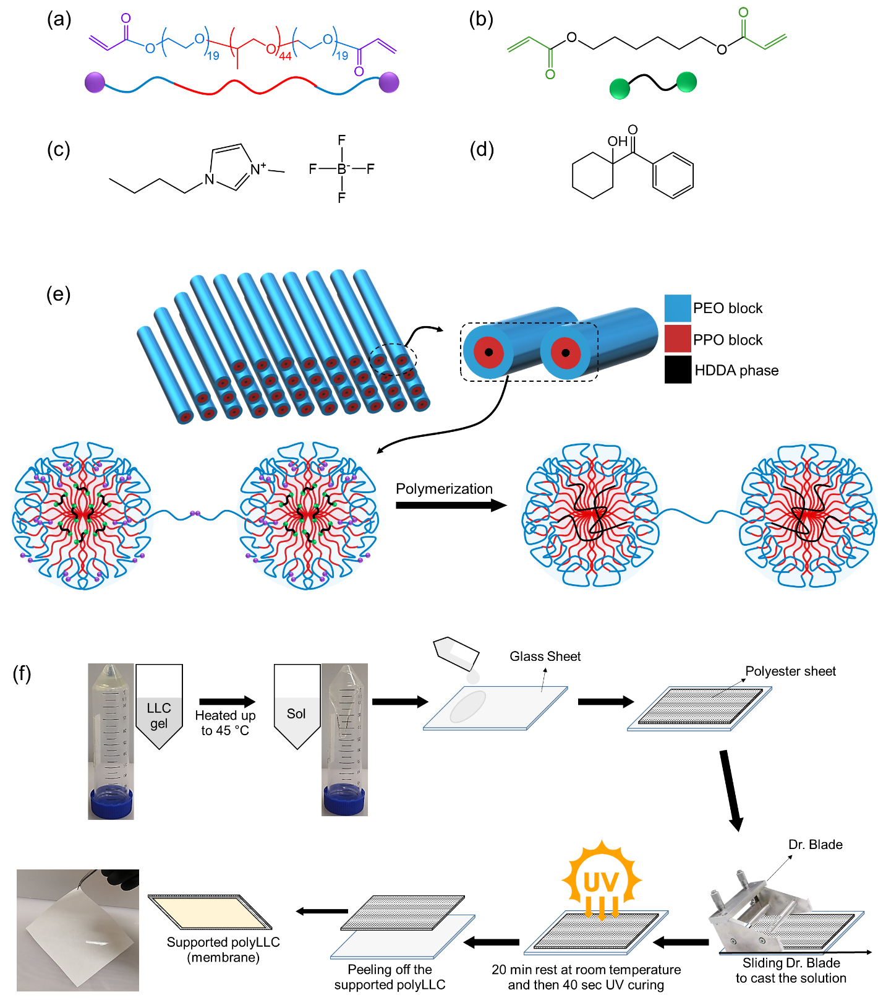 (a)
O
O
O
19
O
44
O
19
O
O
(b)
O
O
O
O
(c)
N
N+
F
F
B-
F
F
(d)
OH
O
(e)
PEO block
PPO block
HDDA phase
Polymerization
(f)
LLC
gel
Heated up
to 45 °C
Sol
Glass Sheet
Polyester sheet
Dr. Blade
Sliding Dr. Blade
to cast the solution
UV
20 min rest at room temperature
and then 40 sec UV curing
Peeling off the
supported polyLLC
Supported polyLLC
(membrane)